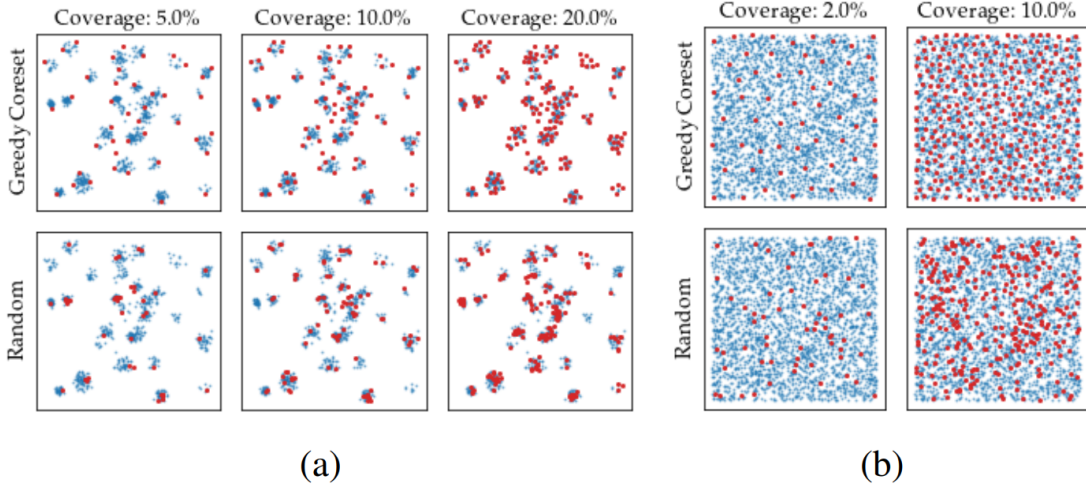 Coverage: 5.0% Coverage: 10.0% Coverage: 20.0%
Greedy Coreset
Random
(a)
Coverage: 2.0% Coverage: 10.0%
Greedy Coreset
Random
(b)